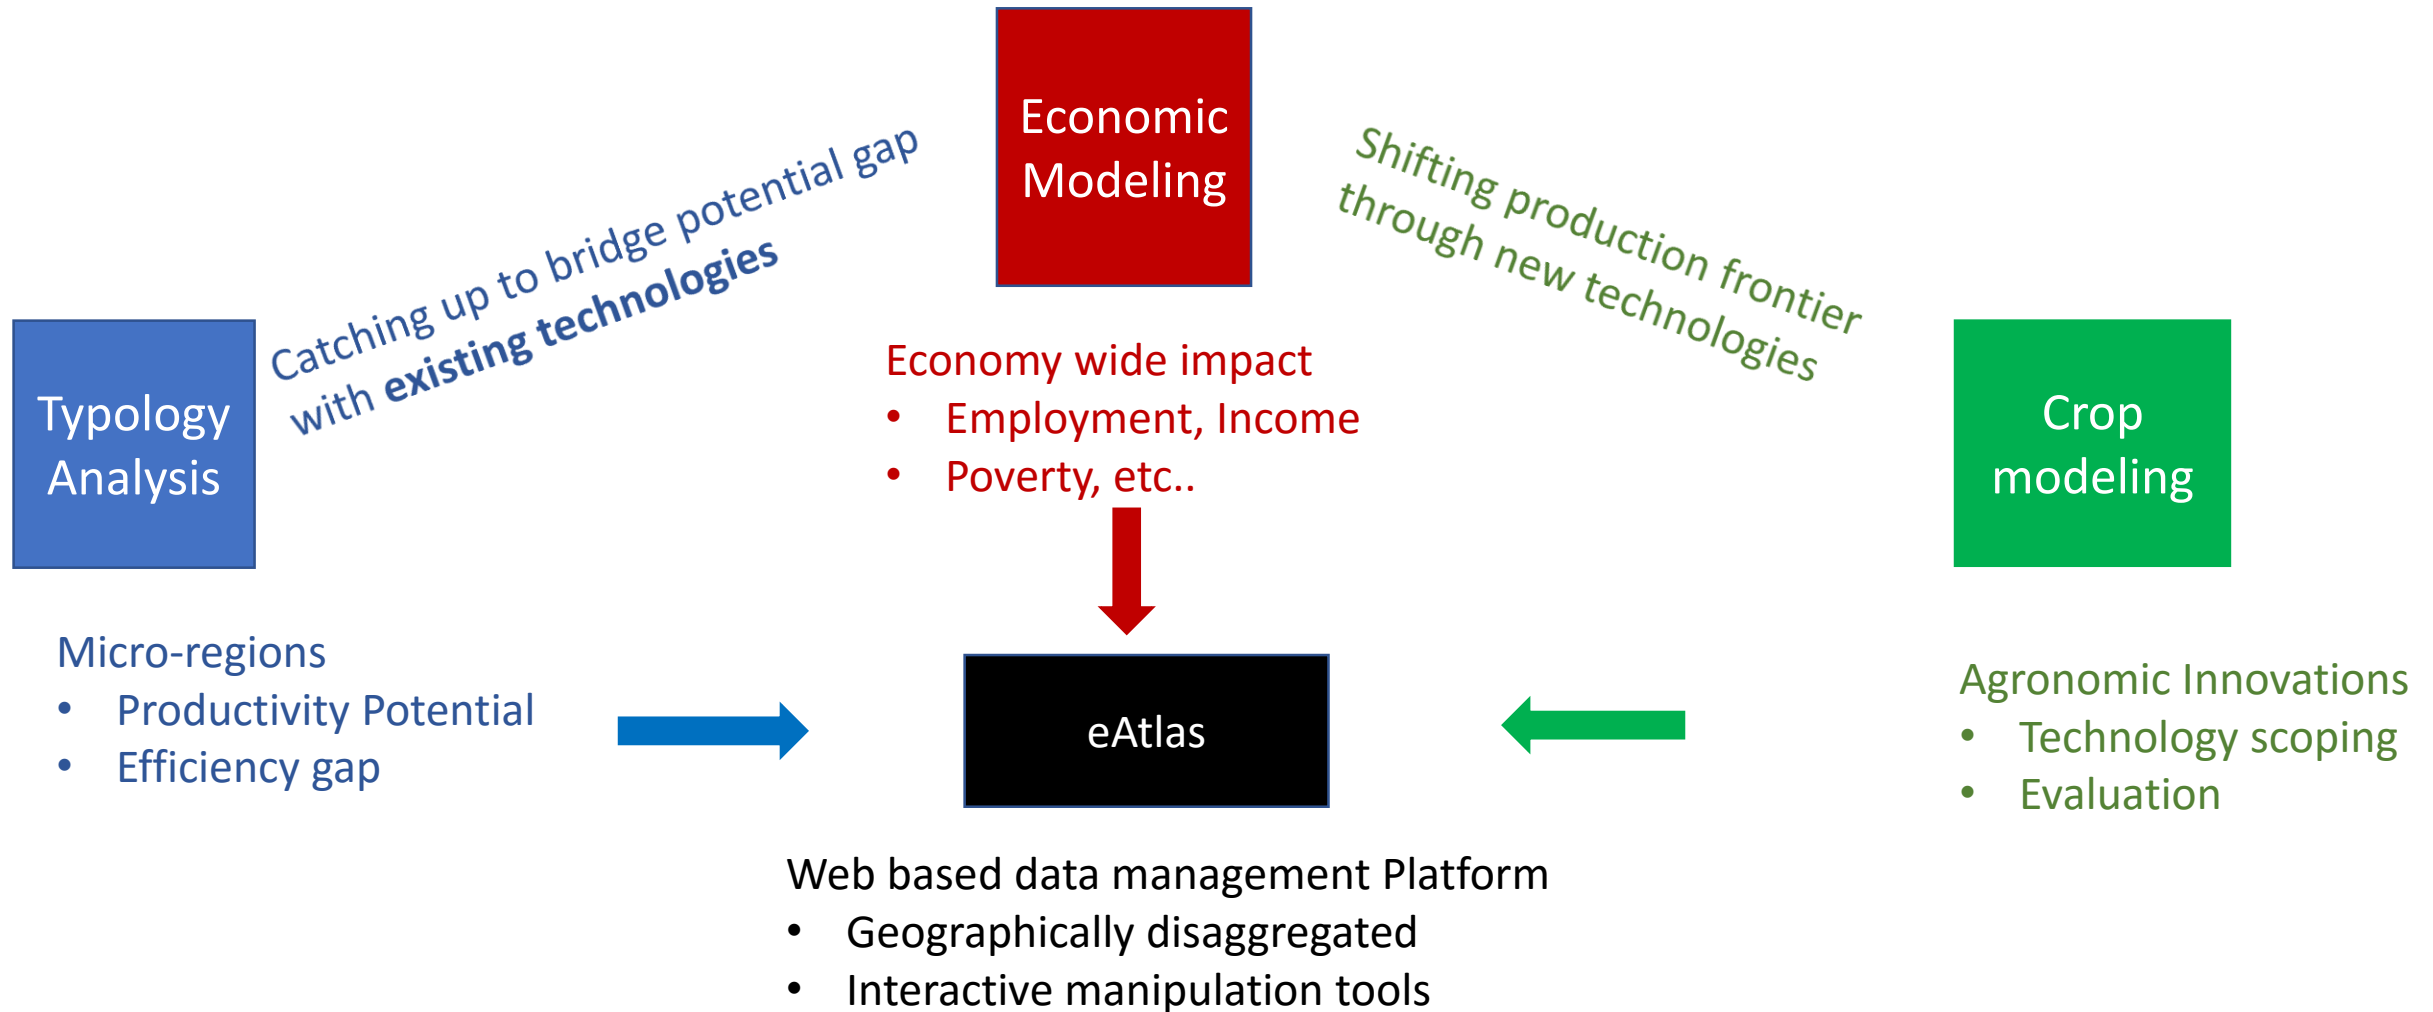 Economic
Modeling
Catching up to bridge potential gap
with existing technologies
Shifting production frontier
through new technologies
Typology
Analysis
Economy wide impact
• Employment, Income
• Poverty, etc..
Crop
modeling
Micro-regions
• Productivity Potential
• Efficiency gap
eAtlas
Agronomic Innovations
• Technology scoping
• Evaluation
Web based data management Platform
• Geographically disaggregated
• Interactive manipulation tools